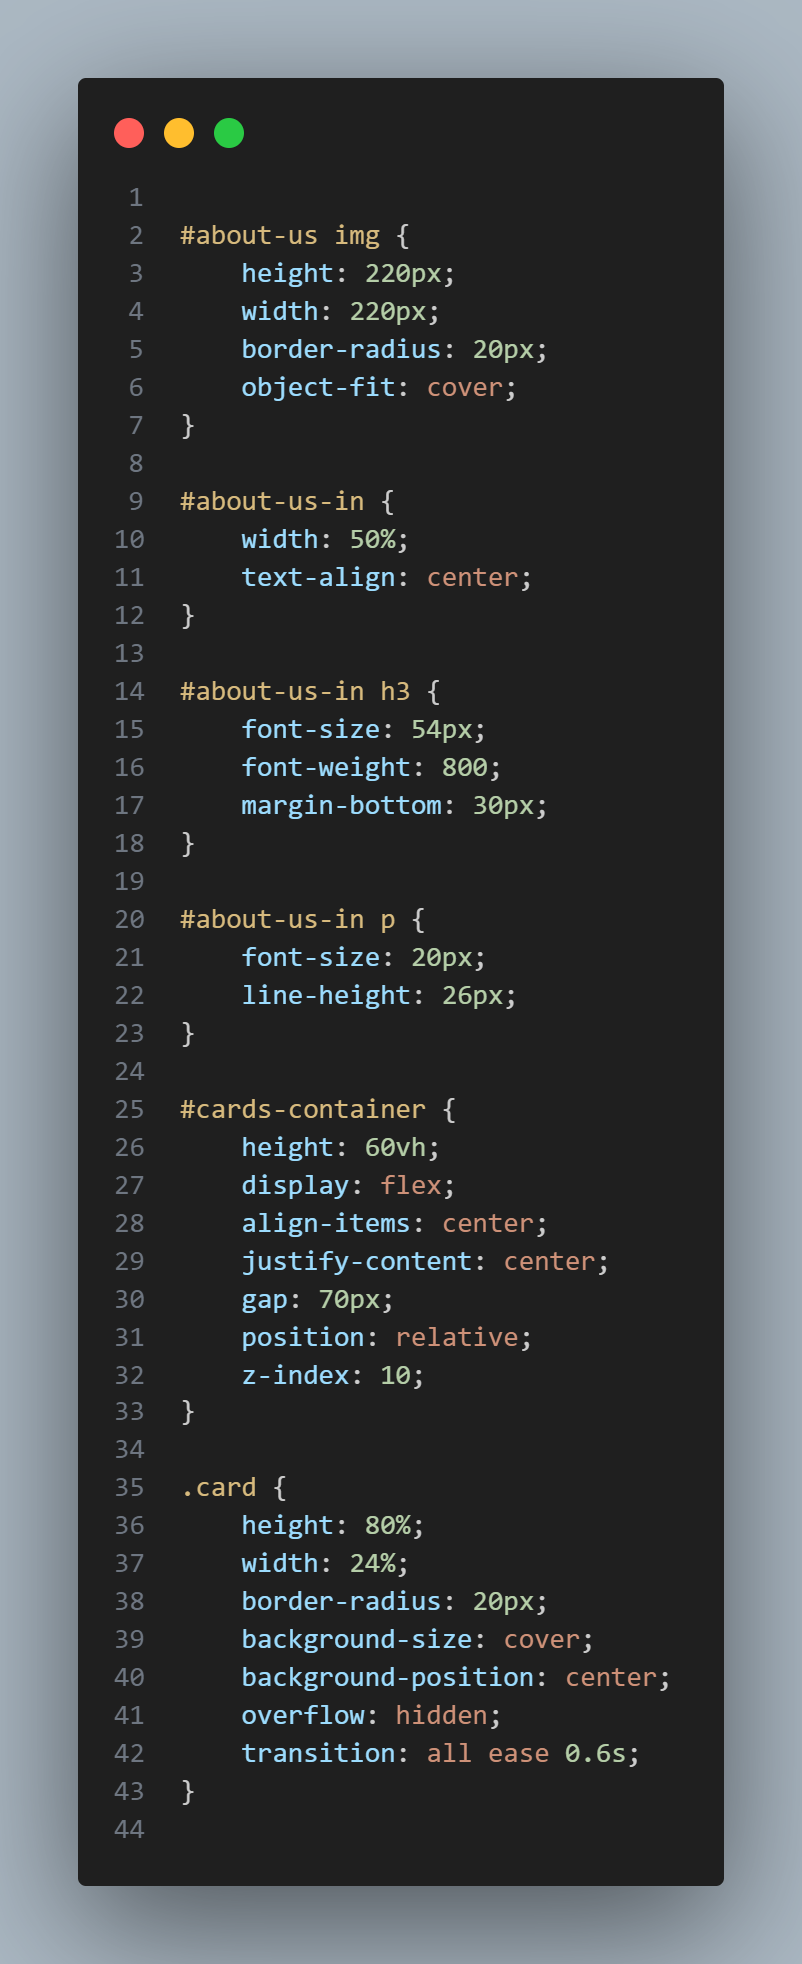 1
2 #about-us img {
3     height: 220px;
4     width: 220px;
5     border-radius: 20px;
6     object-fit: cover;
7 }
8
9 #about-us-in {
10     width: 50%;
11     text-align: center;
12 }
13
14 #about-us-in h3 {
15     font-size: 54px;
16     font-weight: 800;
17     margin-bottom: 30px;
18 }
19
20 #about-us-in p {
21     font-size: 20px;
22     line-height: 26px;
23 }
24
25 #cards-container {
26     height: 60vh;
27     display: flex;
28     align-items: center;
29     justify-content: center;
30     gap: 70px;
31     position: relative;
32     z-index: 10;
33 }
34
35 .card {
36     height: 80%;
37     width: 24%;
38     border-radius: 20px;
39     background-size: cover;
40     background-position: center;
41     overflow: hidden;
42     transition: all ease 0.6s;
43 }
44